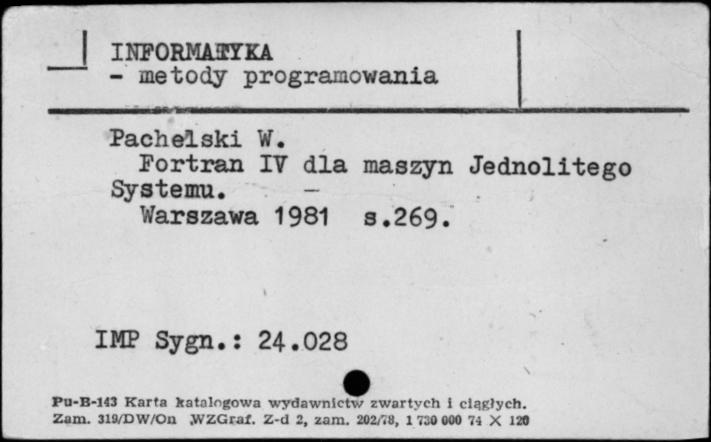 INFORMATYKA
- metody programowania
Pachelski W.
Fortran IV dla maszyn Jednolitego
Systemu. —
Warszawa 1981 s.269.
IMP Sygn.: 24.028
Pu-B-143 Karta katalogowa wydawnictw zwartych i ciągłych.
Zam. 319/DW/On WZGraf. Z-d 2, zam. 202/78, 1 730 000 74 X 120